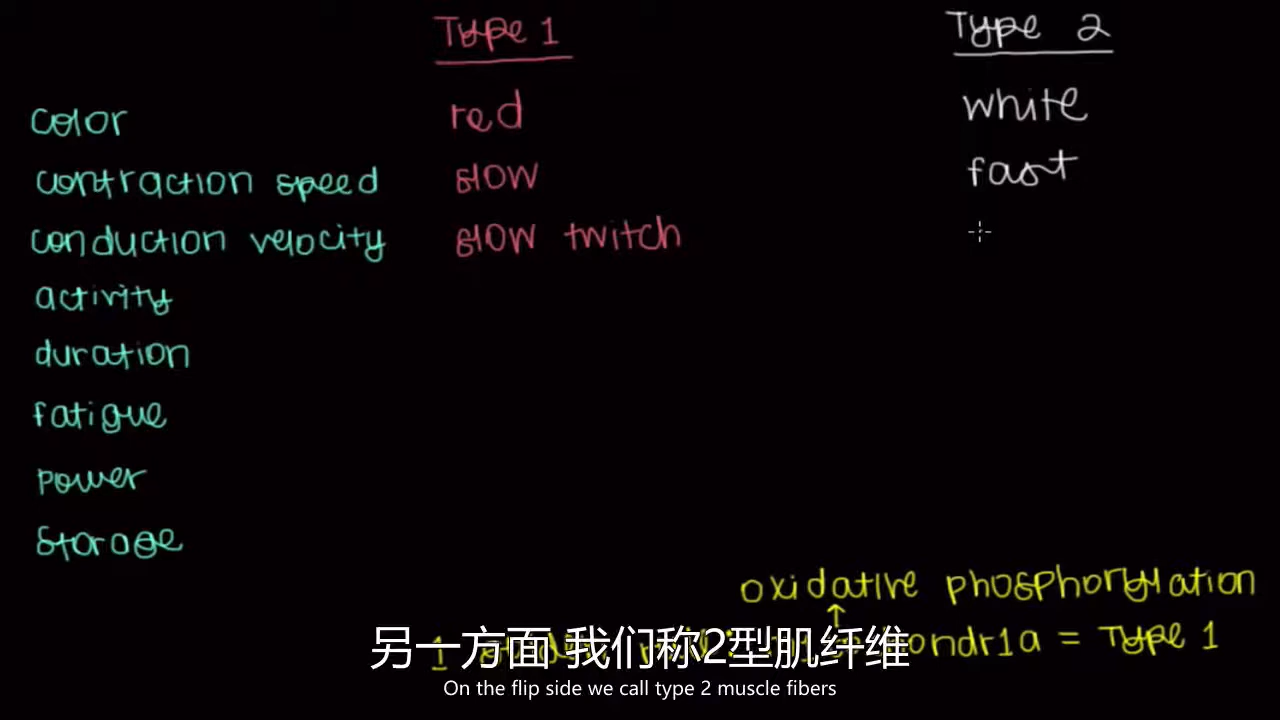 Type 1 Type 2
color red white
contraction speed slow fast
conduction velocity slow twitch
activity
duration
fatigue
power
storage
oxidative phosphorylation
1 = Type 1
另一方面 我们称2型肌纤维
On the flip side we call type 2 muscle fibers